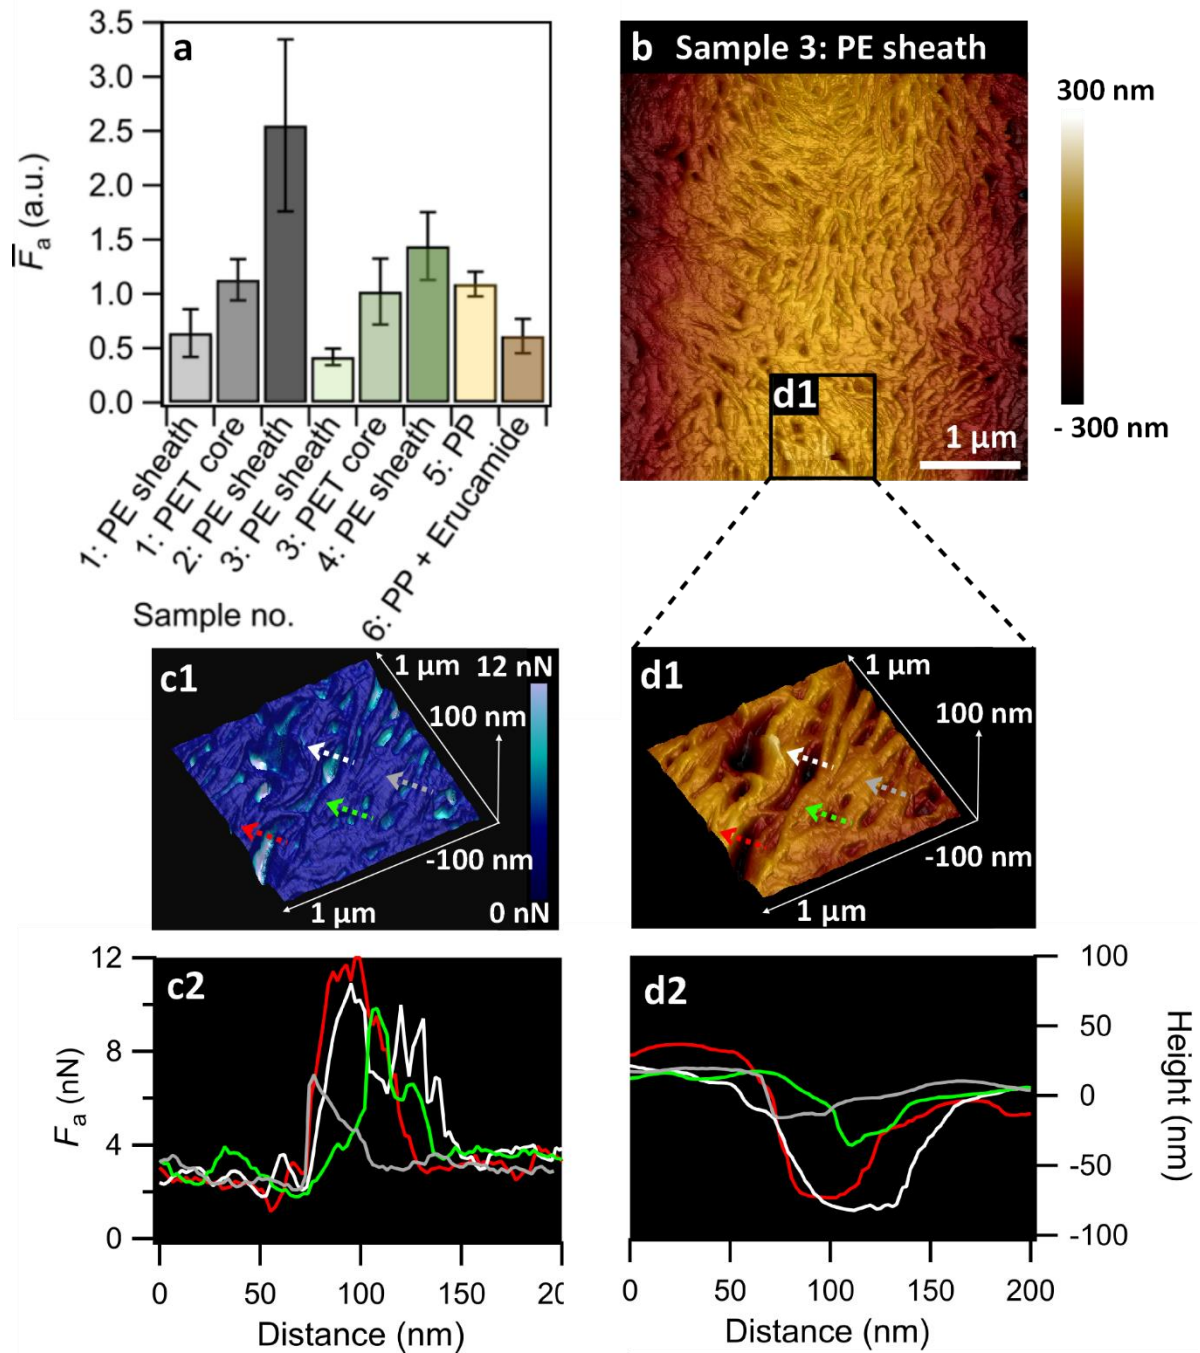 a
3.5
3.0
2.5
2.0
1.5
1.0
0.5
0.0
F̅a (a.u.)
1: PE sheath
1: PET core
2: PE sheath
3: PE sheath
3: PET core
4: PE sheath
5: PP
6: PP + Erucamide
Sample no.
b Sample 3: PE sheath
300 nm
- 300 nm
d1
1 µm
c1
1 µm
12 nN
100 nm
-100 nm
1 µm
0 nN
d1
1 µm
100 nm
-100 nm
1 µm
c2
12
8
4
0
Fa (nN)
0
50
100
150
20
Distance (nm)
d2
100
50
0
-50
-100
Height (nm)
0
50
100
150
200
Distance (nm)